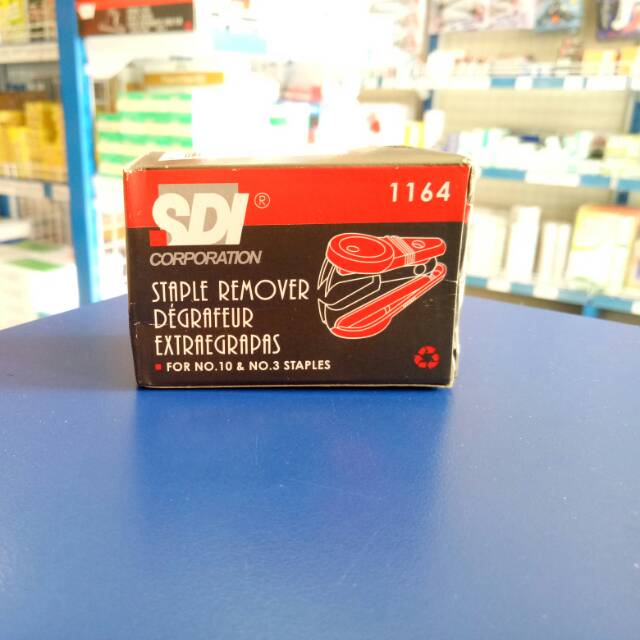 SDI®
1164
CORPORATION
STAPLE REMOVER
DÉGRAFEUR
EXTRAEGRAPAS
FOR NO.10 & NO.3 STAPLES